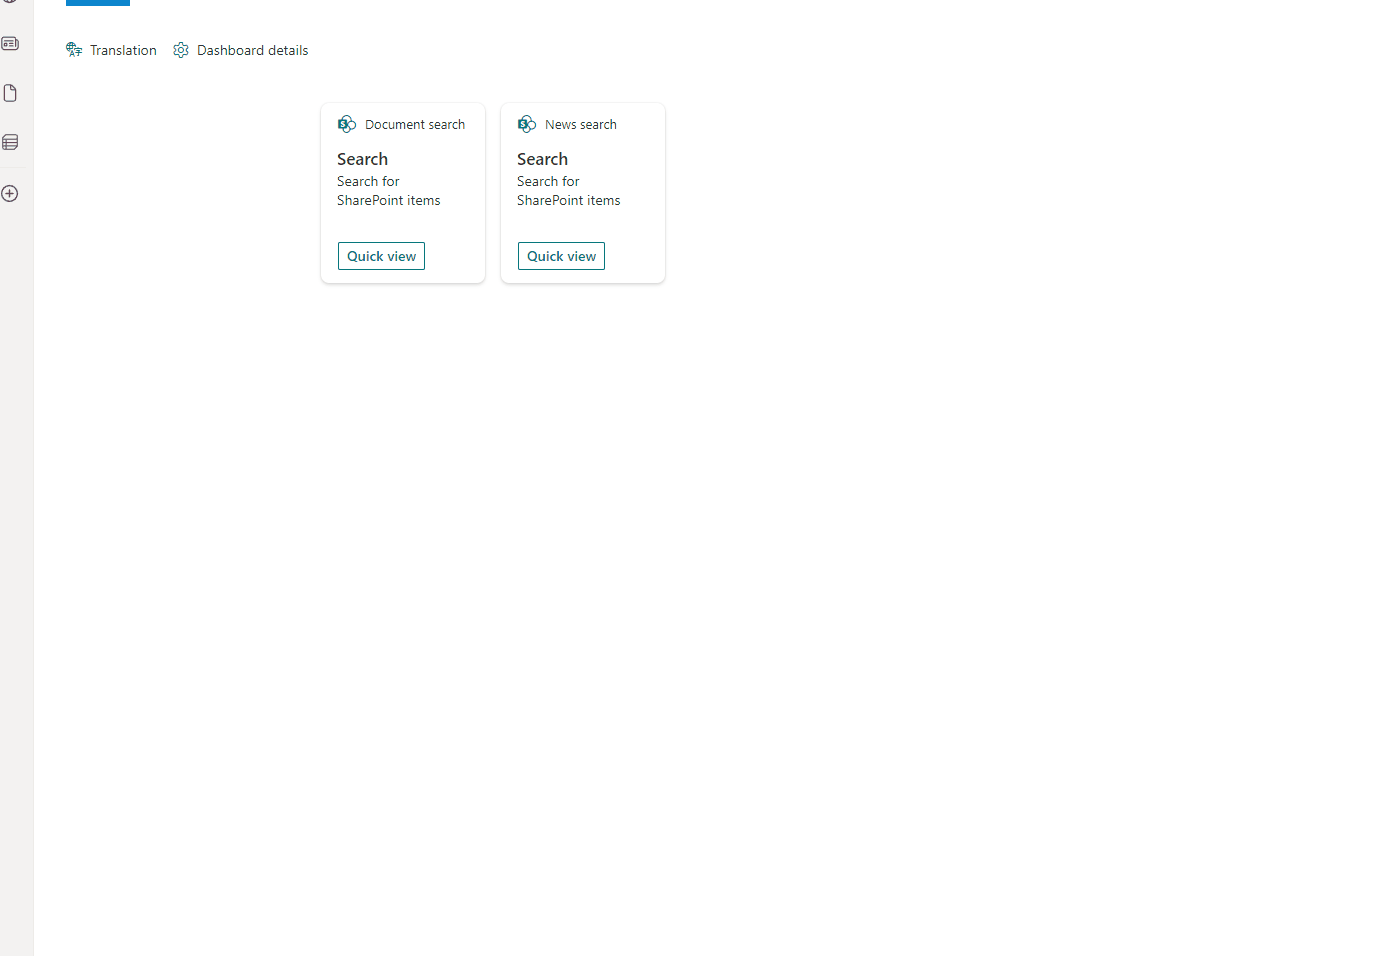 Translation
Dashboard details
Document search
Search
Search for
SharePoint items
Quick view
News search
Search
Search for
SharePoint items
Quick view